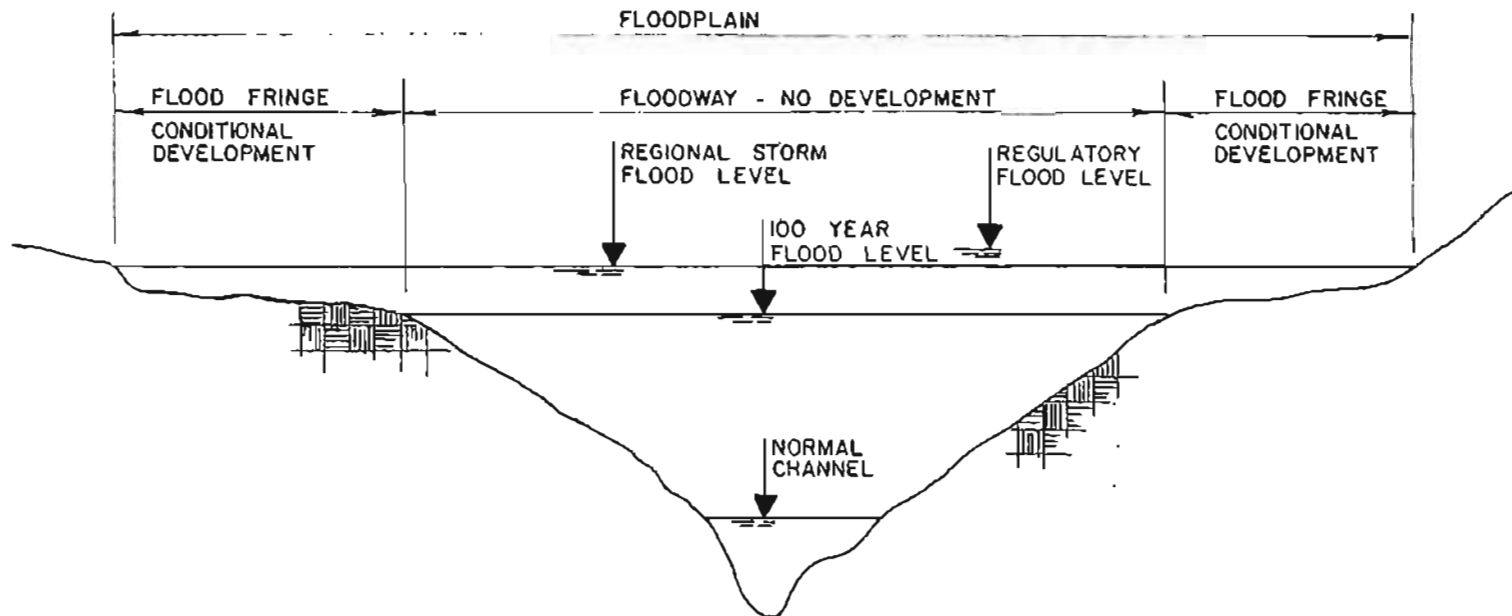 FLOODPLAIN
FLOOD FRINGE
CONDITIONAL
DEVELOPMENT
FLOODWAY - NO DEVELOPMENT
FLOOD FRINGE
CONDITIONAL
DEVELOPMENT
REGIONAL STORM
FLOOD LEVEL
REGULATORY
FLOOD LEVEL
100 YEAR
FLOOD LEVEL
NORMAL
CHANNEL